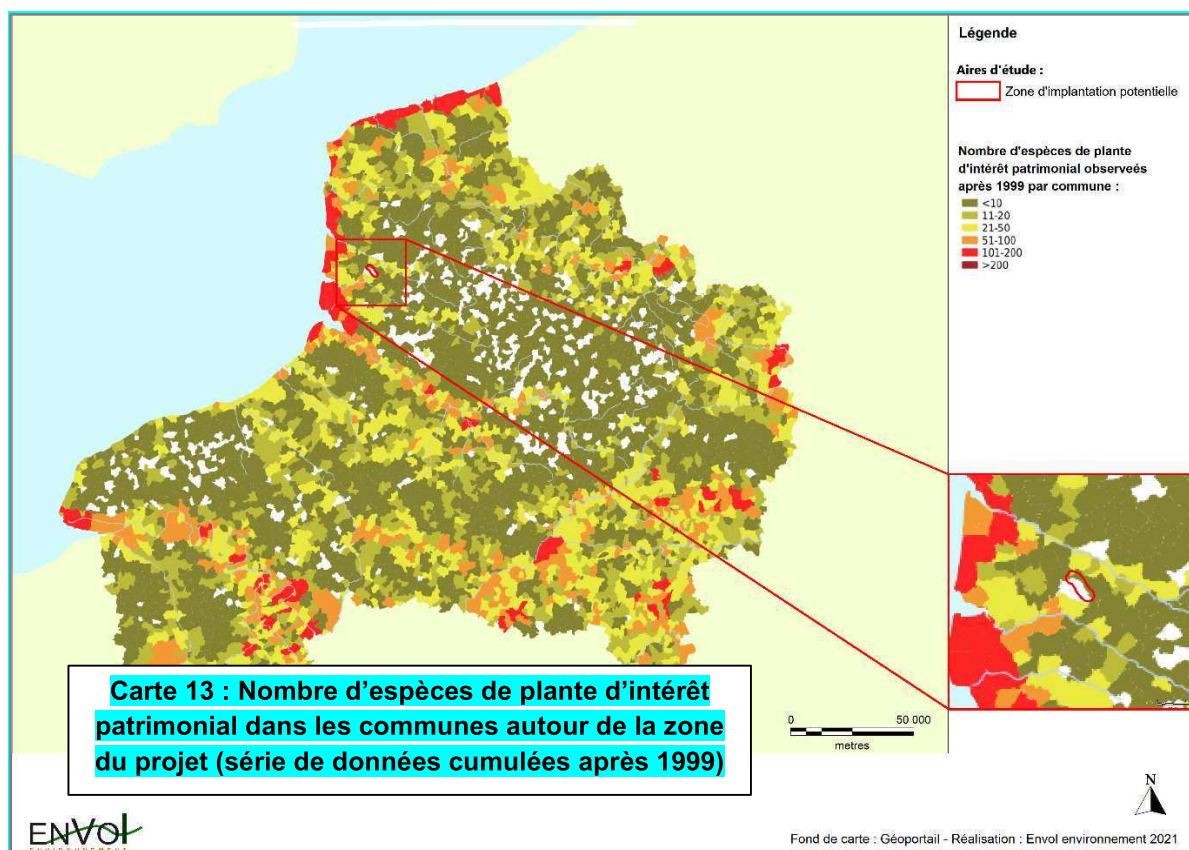 Légende
Aires d'étude :
Zone d'implantation potentielle
Nombre d'espèces de plante
d'intérêt patrimonial observeés
après 1999 par commune :
<10
11-20
21-50
51-100
101-200
>200
Carte 13 : Nombre d'espèces de plante d'intérêt
patrimonial dans les communes autour de la zone
du projet (série de données cumulées après 1999)
0 50 000
metres
N
ENVOL
ENVIRONNEMENT
Fond de carte : Géoportail - Réalisation : Envol environnement 2021